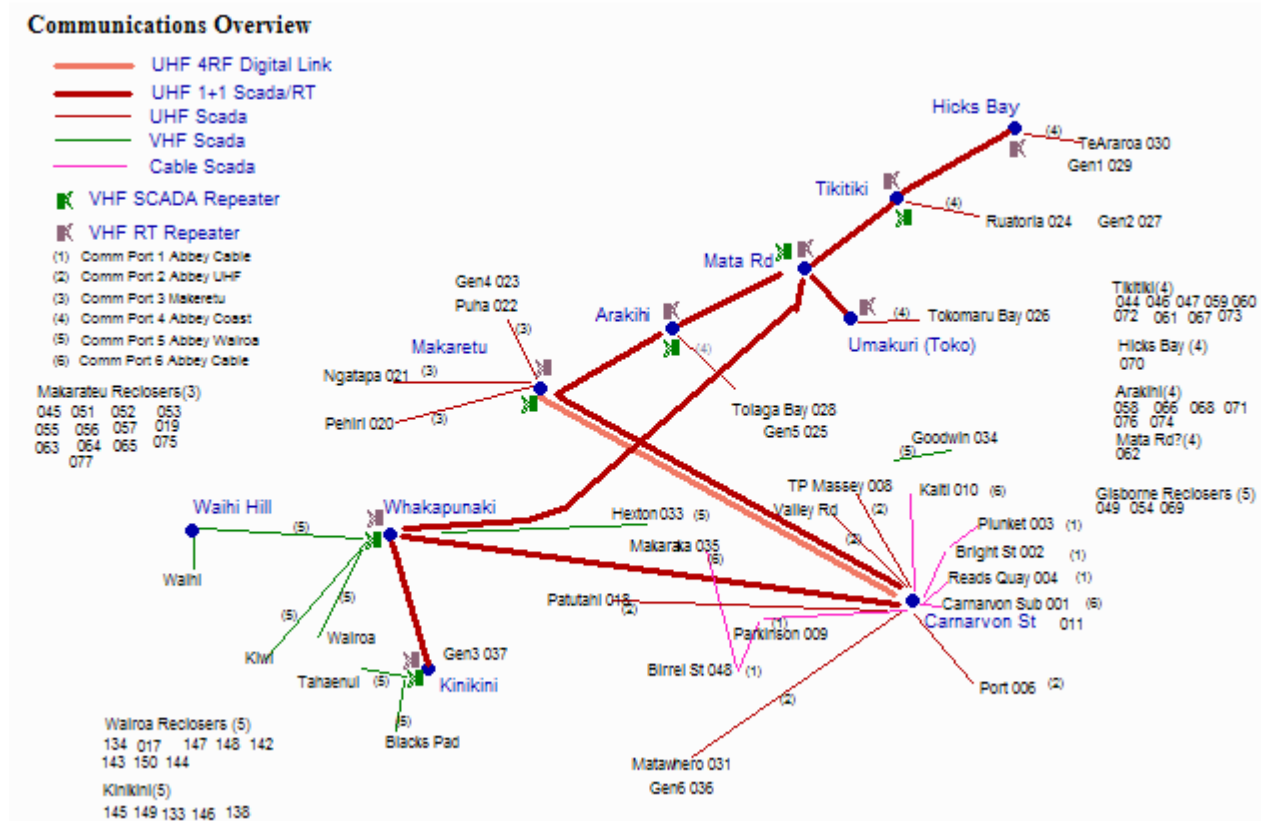 Communications Overview
UHF 4RF Digital Link
UHF 1+1 Scada/RT
UHF Scada
VHF Scada
Cable Scada
VHF SCADA Repeater
VHF RT Repeater
(1) Comm Port 1 Abbey Cable
(2) Comm Port 2 Abbey UHF
(3) Comm Port 3 Makeretu
(4) Comm Port 4 Abbey Coast
(5) Comm Port 5 Abbey Wairoa
(6) Comm Port 6 Abbey Cable
Makarateu Reclosers(3)
045 051 052 053
055 056 057 019
063 064 065 075
077
Hicks Bay
(4)
TeAraroa 030
Gen1 029
Tikitiki
(4)
Ruatoria 024 Gen2 027
Mata Rd
Gen4 023
Puha 022
(3)
Arakihi
(4)
Tokomaru Bay 026
Umakuri (Toko)
(4)
Makaretu
Ngatapa 021 (3)
Pehiri 020 (3)
Tolaga Bay 028
Gen5 025
Tikitiki(4)
044 046 047 059 060
072 061 067 073
Hicks Bay (4)
070
Arakihi(4)
058 066 068 071
076 074
Mata Rd?(4)
062
Gisborne Reclosers (5)
049 054 069
Goodwin 034
(5)
TP Massey 008
(2)
Valley Rd
(2)
Kaiti 010 (6)
Plunket 003 (1)
Bright St 002 (1)
Reads Quay 004 (1)
Carnarvon Sub 001 (6)
Carnarvon St 011
Waihi Hill
(5)
Waihi
Whakapunaki
Hexton 033 (5)
Makaraka 035
(6)
Patutahi 018
(2)
Parkinson 009
(1)
Birrel St 048 (1)
(5)
(5)
Wairoa
Kiwi
Gen3 037
Tahaenui (5)
Kinikini
(5)
Blacks Pad
Port 006 (2)
(2)
Matawhero 031
Gen6 036
Wairoa Reclosers (5)
134 017 147 148 142
143 150 144
Kinikini(5)
145 149 133 146 138